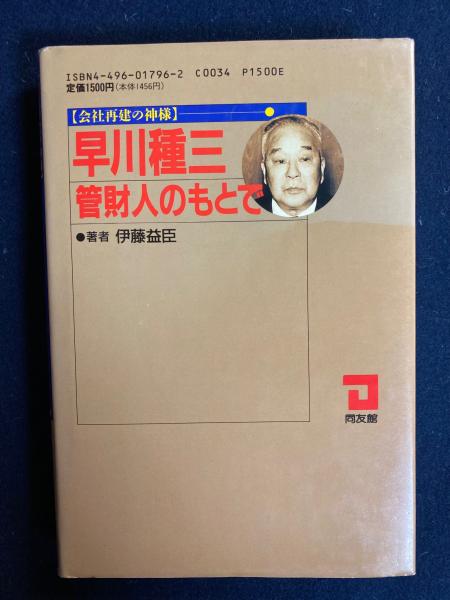 ISBN4-496-01796-2 C0034 P1500E
定価1500円(本体1456円)
【会社再建の神様】
早川種三
管財人のもとで
●著者 伊藤益臣
同友館